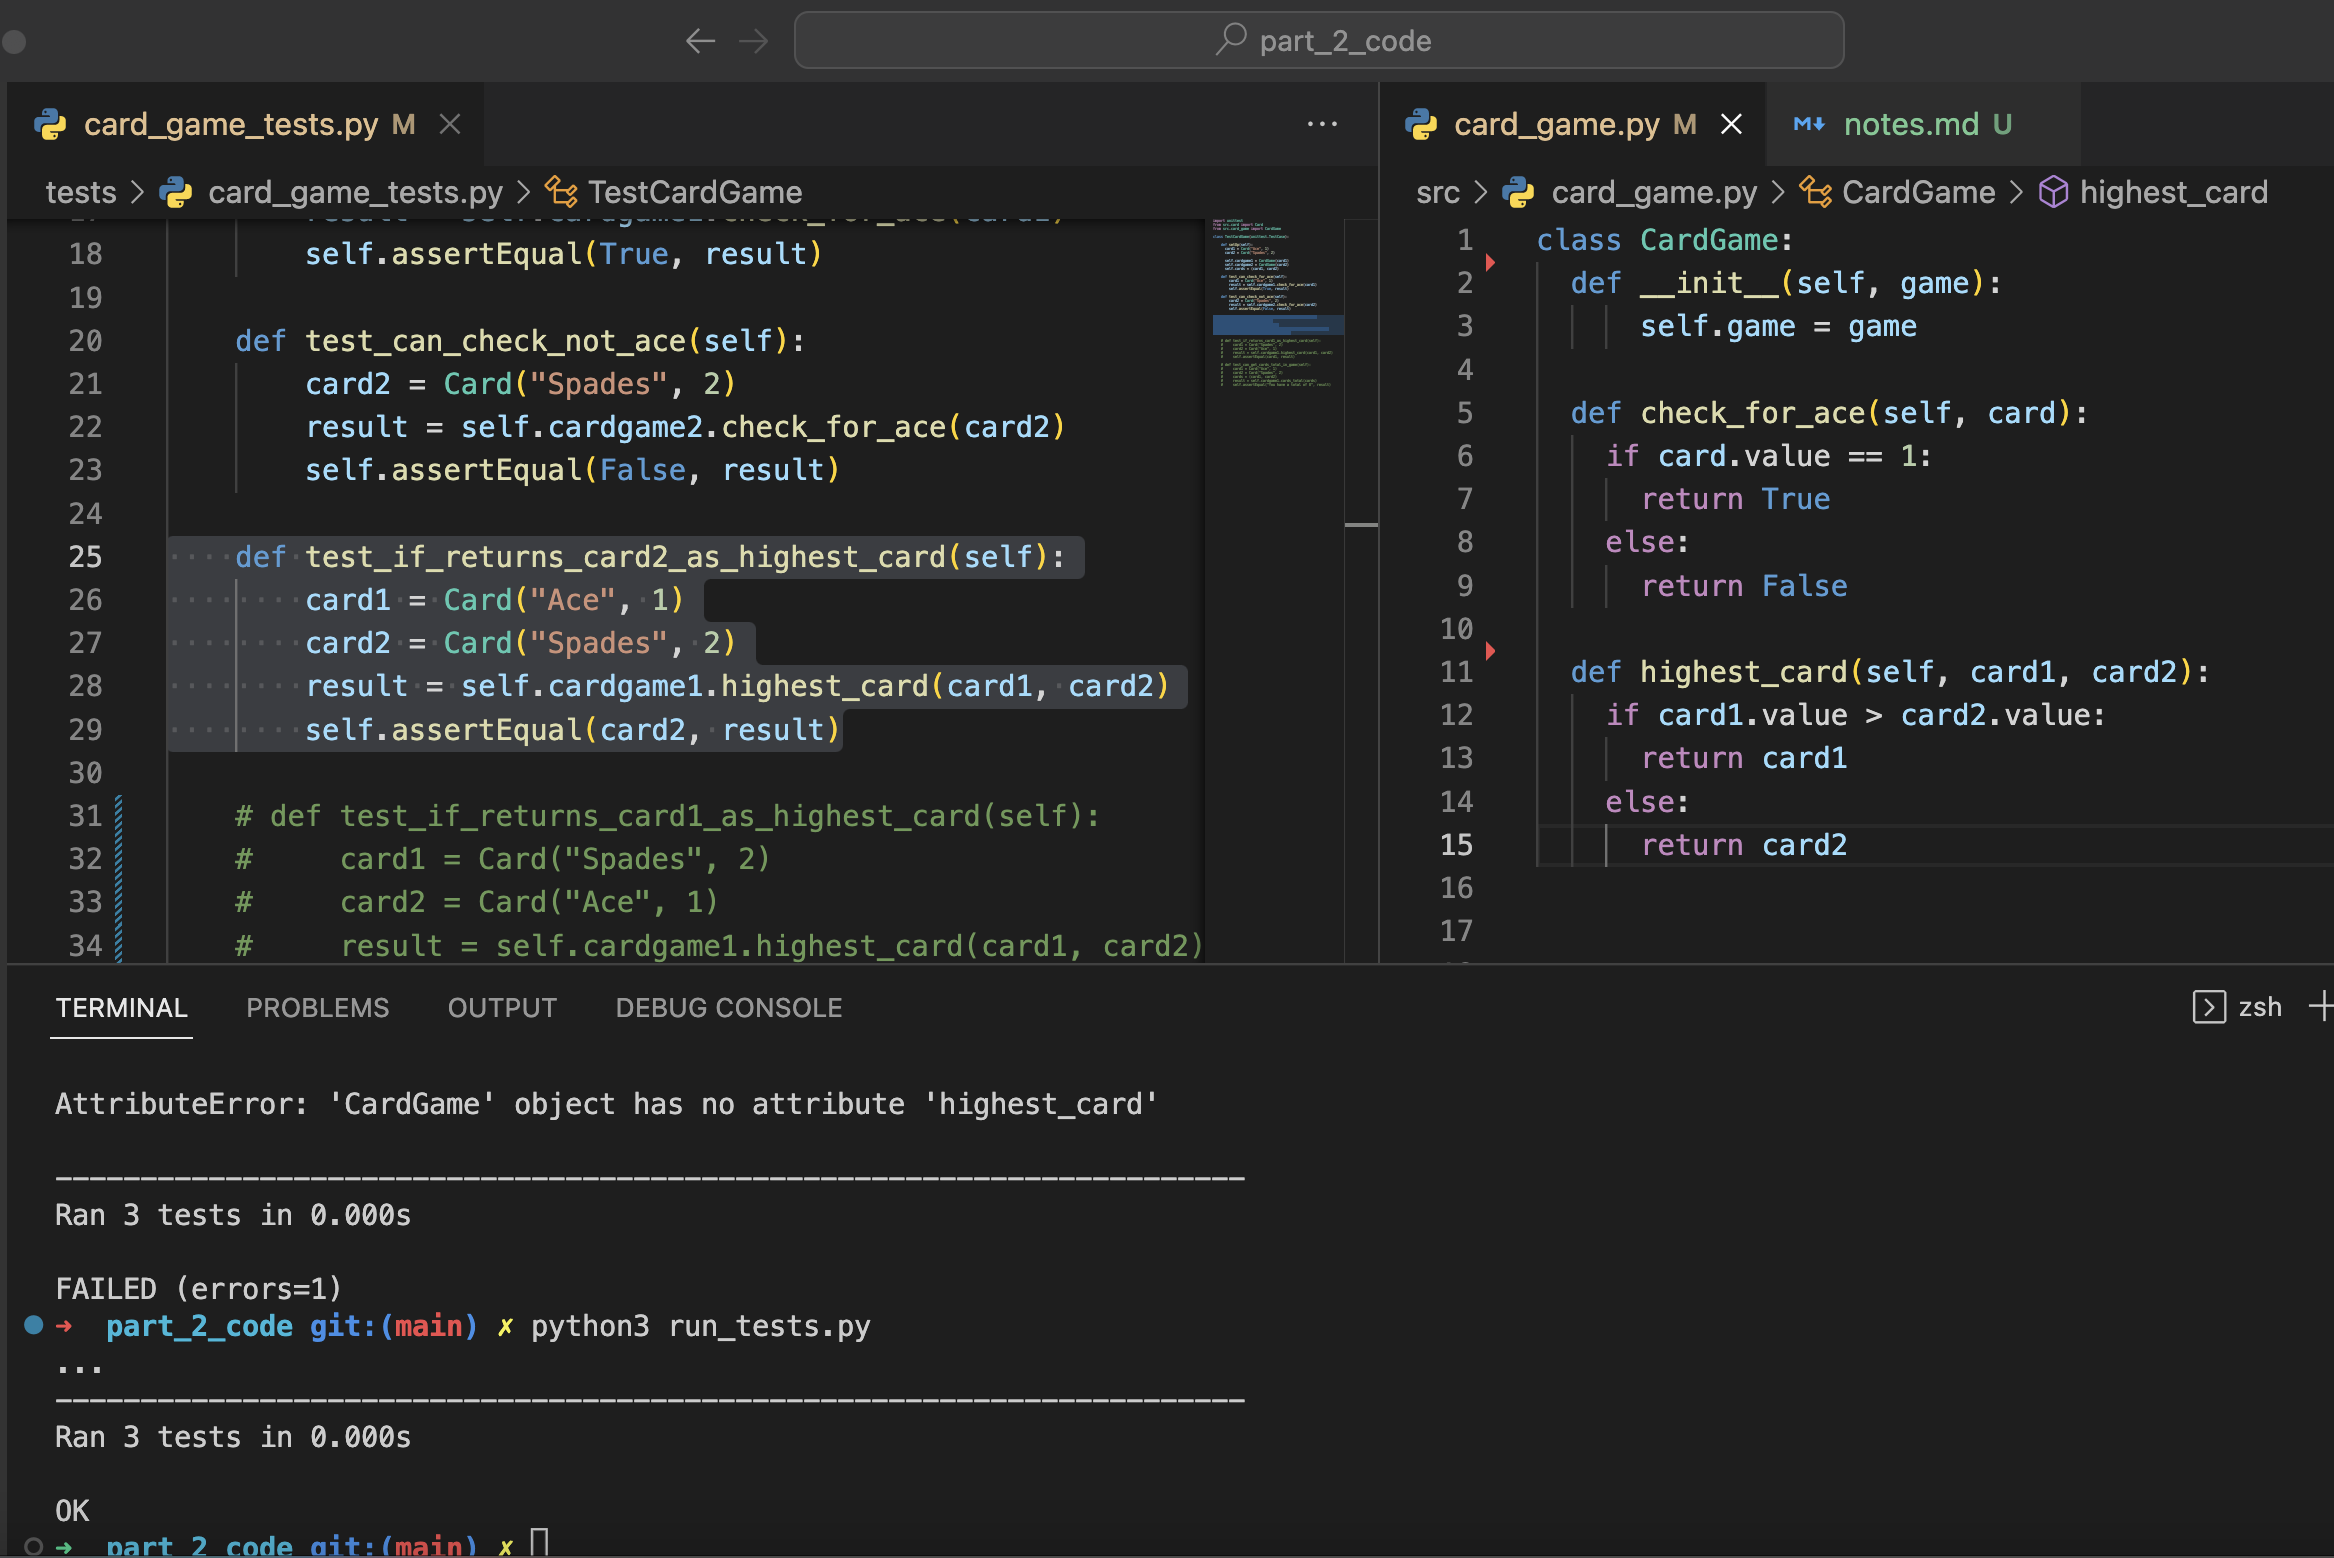 part_2_code
card_game_tests.py M
card_game.py M
notes.md U
tests > card_game_tests.py > TestCardGame
18 self.assertEqual(True, result)
19
20 def test_can_check_not_ace(self):
21 card2 = Card("Spades", 2)
22 result = self.cardgame2.check_for_ace(card2)
23 self.assertEqual(False, result)
24
25 def test_if_returns_card2_as_highest_card(self):
26 card1 = Card("Ace", 1)
27 card2 = Card("Spades", 2)
28 result = self.cardgame1.highest_card(card1, card2)
29 self.assertEqual(card2, result)
30
31 # def test_if_returns_card1_as_highest_card(self):
32 #     card1 = Card("Spades", 2)
33 #     card2 = Card("Ace", 1)
34 #     result = self.cardgame1.highest_card(card1, card2)
src > card_game.py > CardGame > highest_card
1 class CardGame:
2 def __init__(self, game):
3 self.game = game
4
5 def check_for_ace(self, card):
6 if card.value == 1:
7 return True
8 else:
9 return False
10
11 def highest_card(self, card1, card2):
12 if card1.value > card2.value:
13 return card1
14 else:
15 return card2
16
17
TERMINAL PROBLEMS OUTPUT DEBUG CONSOLE
zsh
AttributeError: 'CardGame' object has no attribute 'highest_card'
----------------------------------------------------------------------
Ran 3 tests in 0.000s
FAILED (errors=1)
➜ part_2_code git:(main) ✗ python3 run_tests.py
...
----------------------------------------------------------------------
Ran 3 tests in 0.000s
OK
➜ part_2_code git:(main) ✗